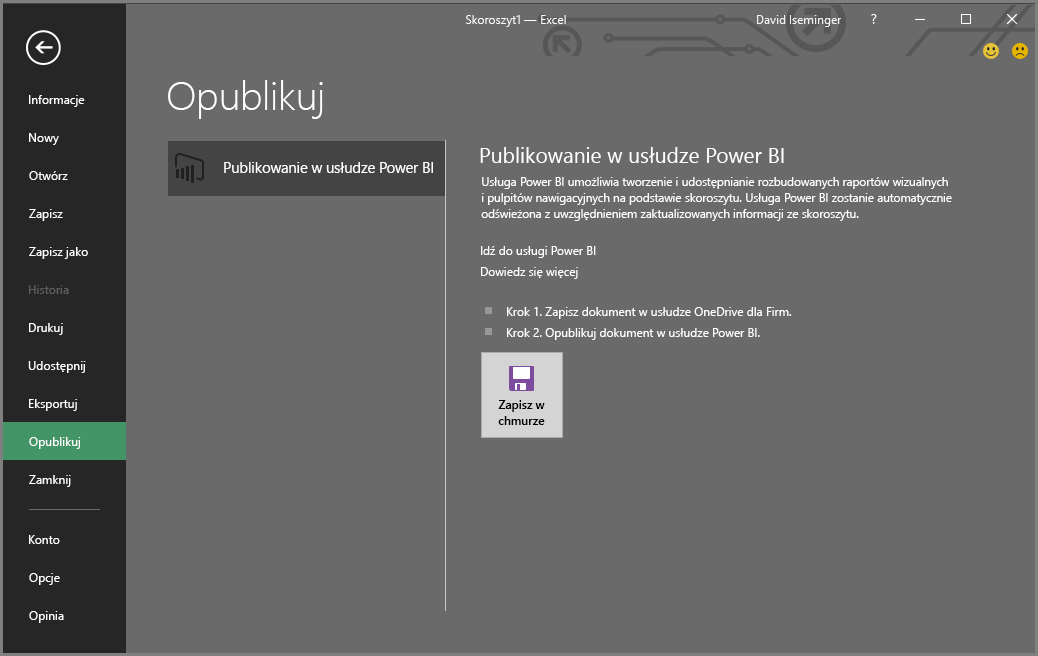 Skoroszyt1 — Excel
David Iseminger
?
Informacje
Nowy
Otwórz
Zapisz
Zapisz jako
Historia
Drukuj
Udostępnij
Eksportuj
Opublikuj
Zamknij
Konto
Opcje
Opinia
Opublikuj
Publikowanie w usłudze Power BI
Publikowanie w usłudze Power BI
Usługa Power BI umożliwia tworzenie i udostępnianie rozbudowanych raportów wizualnych
i pulpitów nawigacyjnych na podstawie skoroszytu. Usługa Power BI zostanie automatycznie
odświeżona z uwzględnieniem zaktualizowanych informacji ze skoroszytu.
Idź do usługi Power BI
Dowiedz się więcej
Krok 1. Zapisz dokument w usłudze OneDrive dla Firm.
Krok 2. Opublikuj dokument w usłudze Power BI.
Zapisz w
chmurze